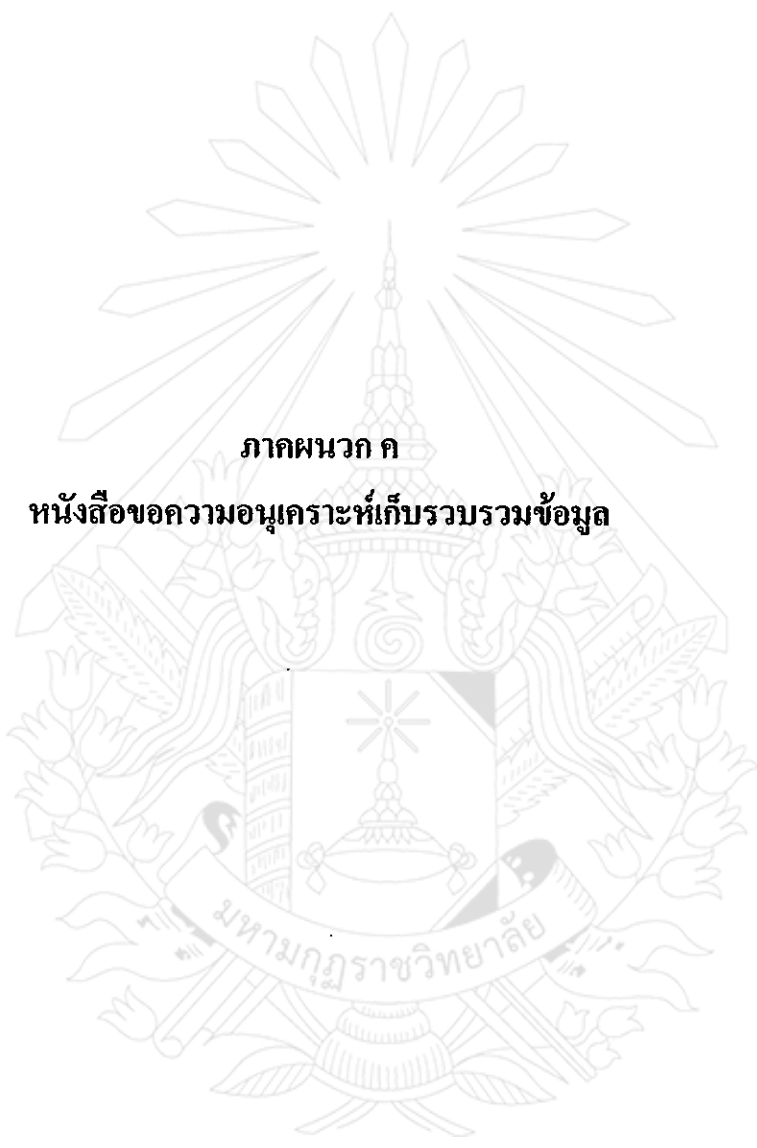 ภาคผนวก ค
หนังสือขอความอนุเคราะห์เก็บรวบรวมข้อมูล
มหามกุฏราชวิทยาลัย